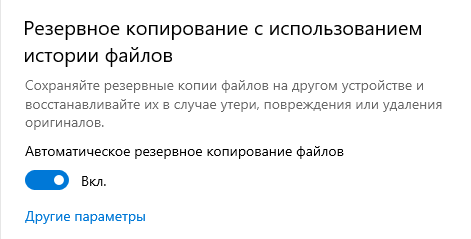 Резервное копирование с использованием
истории файлов
Сохраняйте резервные копии файлов на другом устройстве и
восстанавливайте их в случае утери, повреждения или удаления
оригиналов.
Автоматическое резервное копирование файлов
Вкл.
Другие параметры